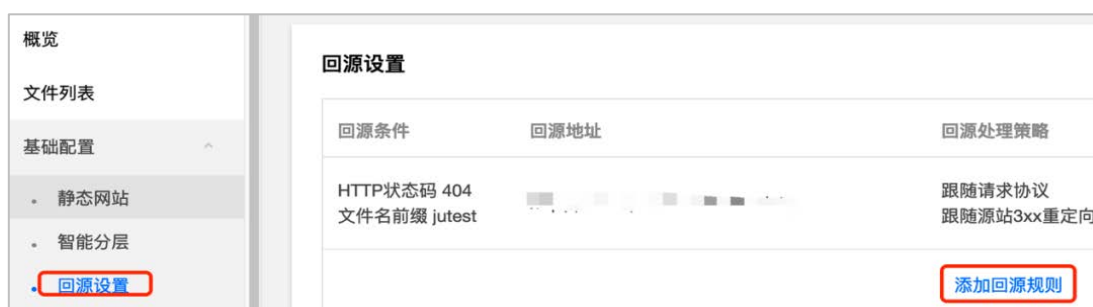 概览
文件列表
基础配置
静态网站
智能分层
回源设置
回源设置
回源条件 回源地址 回源处理策略
HTTP状态码 404 跟随请求协议
文件名前缀 jutest 跟随源站3xx重定向
添加回源规则